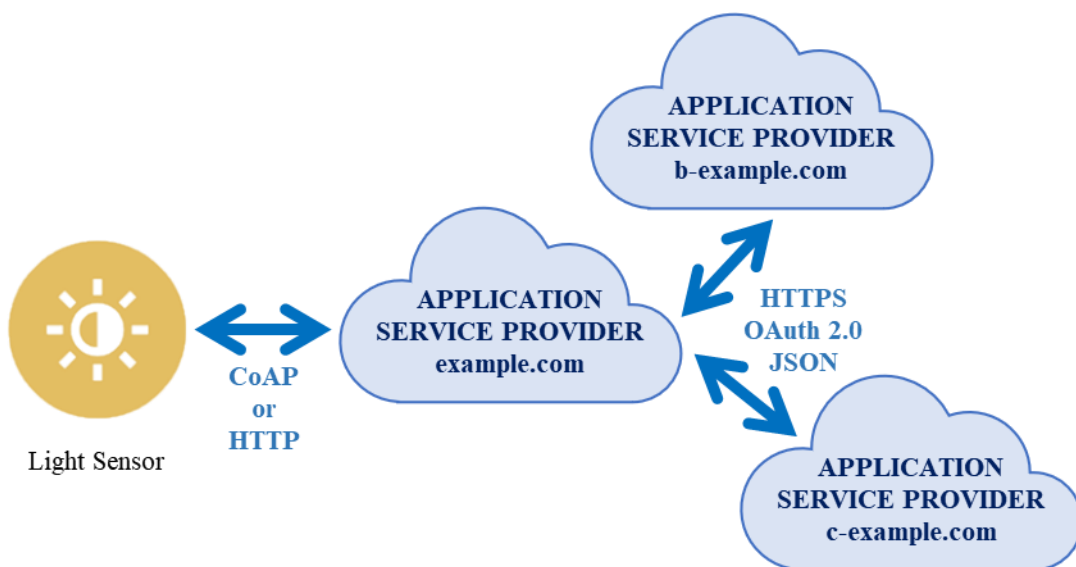 APPLICATION
SERVICE PROVIDER
b-example.com
APPLICATION
SERVICE PROVIDER
example.com
HTTPS
OAuth 2.0
JSON
CoAP
or
HTTP
Light Sensor
APPLICATION
SERVICE PROVIDER
c-example.com